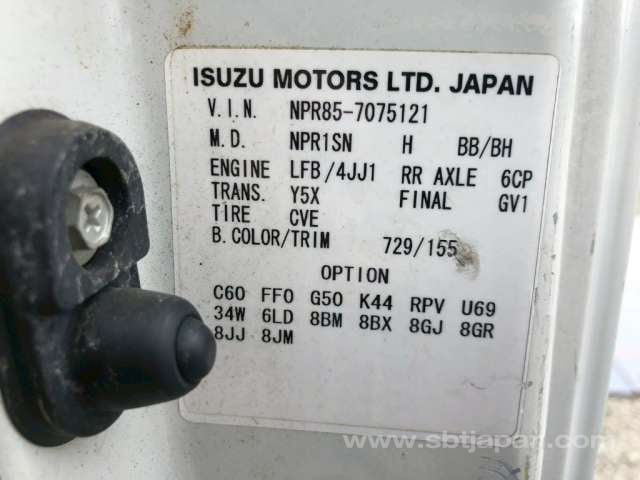 ISUZU MOTORS LTD. JAPAN
V.I.N. NPR85-7075121
M.D. NPR1SN H BB/BH
ENGINE LFB/4JJ1 RR AXLE 6CP
TRANS. Y5X FINAL GV1
TIRE CVE
B.COLOR/TRIM 729/155
OPTION
C60 FF0 G50 K44 RPV U69
34W 6LD 8BM 8BX 8GJ 8GR
8JJ 8JM
www.sbtjapan.com